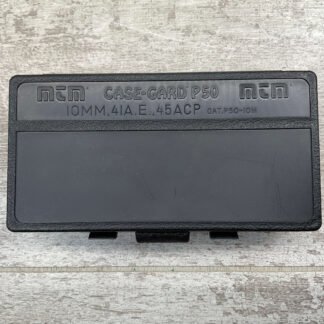 MTM CASE-GARD P50 MTM
10MM,41A.E.,45ACP CAT.P50-10M